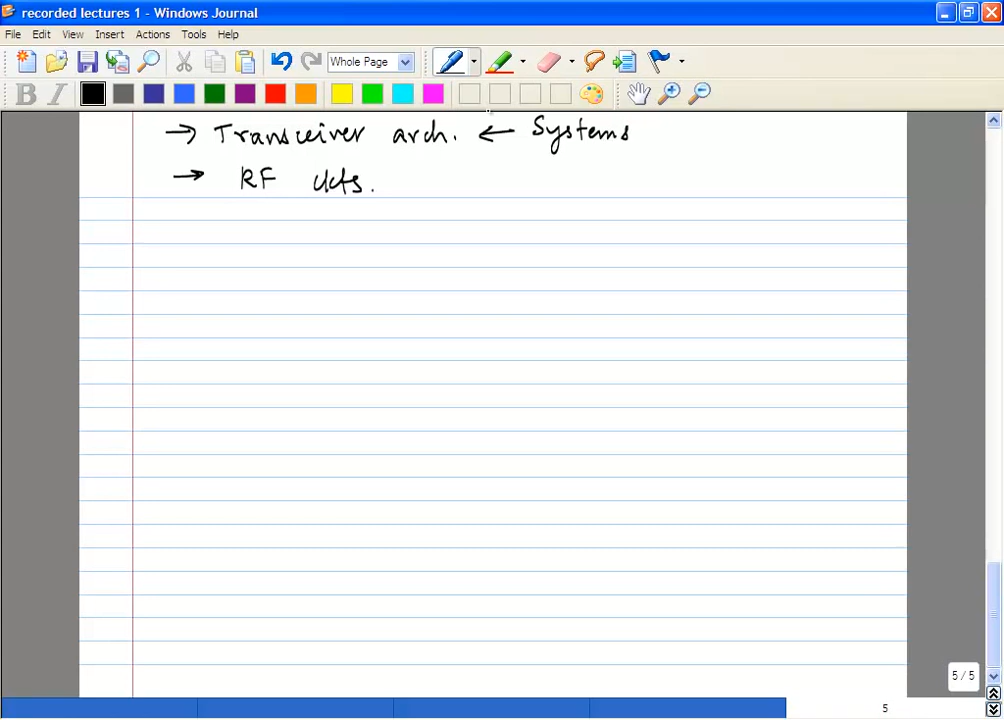 recorded lectures 1 - Windows Journal
File Edit View Insert Actions Tools Help
Whole Page
B I
→ Transceiver arch. ← Systems
→ RF ckts.
5 / 5
5